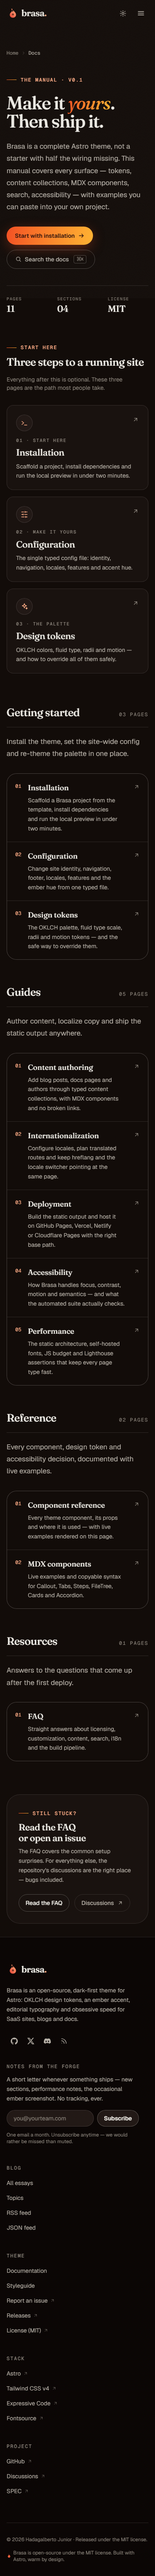 brasa.
Home
Docs
THE MANUAL · V0.1
Make it yours.
Then ship it.
Brasa is a complete Astro theme, not a
starter with half the wiring missing. This
manual covers every surface — tokens,
content collections, MDX components,
search, accessibility — with examples you
can paste into your own project.
Start with installation →
Search the docs ⌘K
PAGES
SECTIONS
LICENSE
11
04
MIT
START HERE
Three steps to a running site
Everything after this is optional. These three
pages are the path most people take.
01 · START HERE
Installation
Scaffold a project, install dependencies and
run the local preview in under two minutes.
02 · MAKE IT YOURS
Configuration
The single typed config file: identity,
navigation, locales, features and accent hue.
03 · THE PALETTE
Design tokens
OKLCH colors, fluid type, radii and motion —
and how to override all of them safely.
Getting started
03 PAGES
Install the theme, set the site-wide config
and re-theme the palette in one place.
01 Installation
Scaffold a Brasa project from the
template, install dependencies
and run the local preview in under
two minutes.
02 Configuration
Change site identity, navigation,
footer, locales, features and the
ember hue from one typed file.
03 Design tokens
The OKLCH palette, fluid type scale,
radii and motion tokens — and the
safe way to override them.
Guides
05 PAGES
Author content, localize copy and ship the
static output anywhere.
01 Content authoring
Add blog posts, docs pages and
authors through typed content
collections, with MDX components
and no broken links.
02 Internationalization
Configure locales, plan translated
routes and keep hreflang and the
locale switcher pointing at the
same page.
03 Deployment
Build the static output and host it
on GitHub Pages, Vercel, Netlify
or Cloudflare Pages with the right
base path.
04 Accessibility
How Brasa handles focus, contrast,
motion and semantics — and what
the automated suite actually checks.
05 Performance
The static architecture, self-hosted
fonts, JS budget and Lighthouse
assertions that keep every page
type fast.
Reference
02 PAGES
Every component, design token and
accessibility decision, documented with
live examples.
01 Component reference
Every theme component, its props
and where it is used — with live
examples rendered on this page.
02 MDX components
Live examples and copyable syntax
for Callout, Tabs, Steps, FileTree,
Cards and Accordion.
Resources
01 PAGES
Answers to the questions that come up
after the first deploy.
01 FAQ
Straight answers about licensing,
customization, content, search, i18n
and the build pipeline.
STILL STUCK?
Read the FAQ
or open an issue
The FAQ covers the common setup
surprises. For everything else, the
repository's discussions are the right place
— bugs included.
Read the FAQ
Discussions ↗
brasa.
Brasa is an open-source, dark-first theme for
Astro: OKLCH design tokens, an ember accent,
editorial typography and obsessive speed for
SaaS sites, blogs and docs.
NOTES FROM THE FORGE
A short letter whenever something ships — new
sections, performance notes, the occasional
ember screenshot. No tracking, ever.
you@yourteam.com
Subscribe
One email a month. Unsubscribe anytime — we would
rather be missed than muted.
BLOG
All essays
Topics
RSS feed
JSON feed
THEME
Documentation
Styleguide
Report an issue ↗
Releases ↗
License (MIT) ↗
STACK
Astro ↗
Tailwind CSS v4 ↗
Expressive Code ↗
Fontsource ↗
PROJECT
GitHub ↗
Discussions ↗
SPEC ↗
© 2026 Hadagalberto Junior · Released under the MIT license.
Brasa is open-source under the MIT license. Built with
Astro, warm by design.